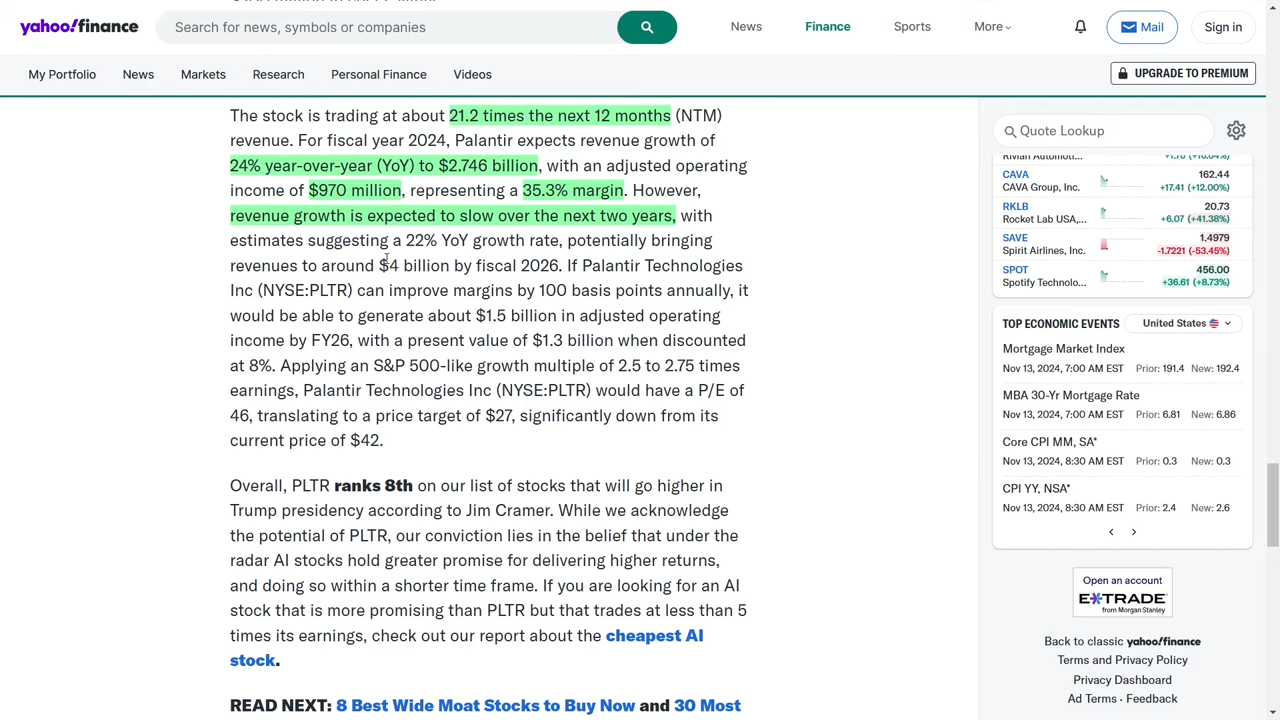 yahoo!finance
Search for news, symbols or companies
News
Finance
Sports
More
Mail
Sign in
My Portfolio
News
Markets
Research
Personal Finance
Videos
UPGRADE TO PREMIUM
The stock is trading at about 21.2 times the next 12 months (NTM)
revenue. For fiscal year 2024, Palantir expects revenue growth of
24% year-over-year (YoY) to $2.746 billion, with an adjusted operating
income of $970 million, representing a 35.3% margin. However,
revenue growth is expected to slow over the next two years, with
estimates suggesting a 22% YoY growth rate, potentially bringing
revenues to around $4 billion by fiscal 2026. If Palantir Technologies
Inc (NYSE:PLTR) can improve margins by 100 basis points annually, it
would be able to generate about $1.5 billion in adjusted operating
income by FY26, with a present value of $1.3 billion when discounted
at 8%. Applying an S&P 500-like growth multiple of 2.5 to 2.75 times
earnings, Palantir Technologies Inc (NYSE:PLTR) would have a P/E of
46, translating to a price target of $27, significantly down from its
current price of $42.
Overall, PLTR ranks 8th on our list of stocks that will go higher in
Trump presidency according to Jim Cramer. While we acknowledge
the potential of PLTR, our conviction lies in the belief that under the
radar AI stocks hold greater promise for delivering higher returns,
and doing so within a shorter time frame. If you are looking for an AI
stock that is more promising than PLTR but that trades at less than 5
times its earnings, check out our report about the cheapest AI
stock.
READ NEXT: 8 Best Wide Moat Stocks to Buy Now and 30 Most
Quote Lookup
CAVA 162.44
CAVA Group, Inc. +17.41 (+12.00%)
RKLB 20.73
Rocket Lab USA,... +6.07 (+41.38%)
SAVE 1.4979
Spirit Airlines, Inc. -1.7221 (-53.45%)
SPOT 456.00
Spotify Technolo... +36.61 (+8.73%)
TOP ECONOMIC EVENTS
United States
Mortgage Market Index
Nov 13, 2024, 7:00 AM EST Prior: 191.4 New: 192.4
MBA 30-Yr Mortgage Rate
Nov 13, 2024, 7:00 AM EST Prior: 6.81 New: 6.86
Core CPI MM, SA*
Nov 13, 2024, 8:30 AM EST Prior: 0.3 New: 0.3
CPI YY, NSA*
Nov 13, 2024, 8:30 AM EST Prior: 2.4 New: 2.6
Open an account
E*TRADE
from Morgan Stanley
Back to classic yahoo!finance
Terms and Privacy Policy
Privacy Dashboard
Ad Terms · Feedback